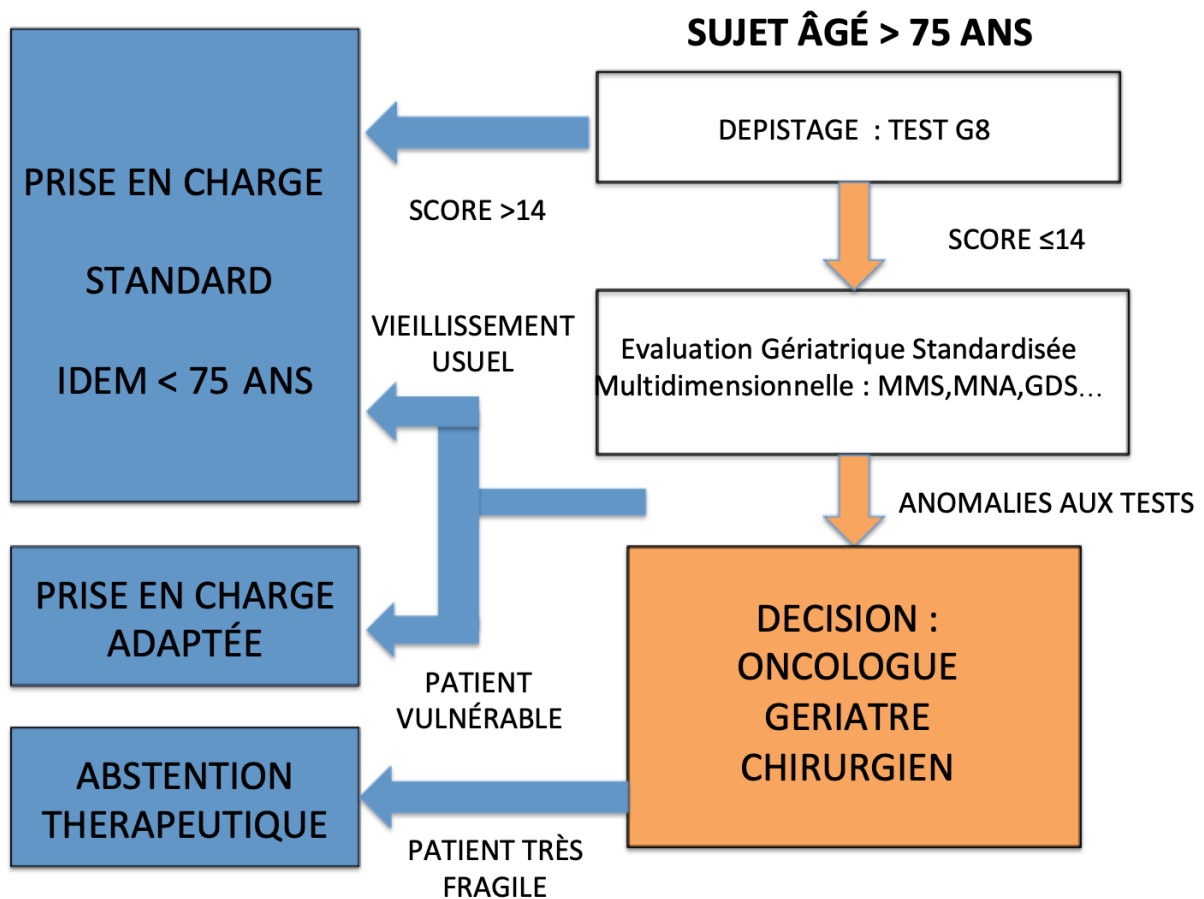 SUJET ÂGÉ > 75 ANS
DEPISTAGE : TEST G8
SCORE >14
SCORE ≤14
PRISE EN CHARGE
STANDARD
IDEM < 75 ANS
Evaluation Gériatrique Standardisée
Multidimensionnelle : MMS,MNA,GDS...
VIEILLISSEMENT
USUEL
ANOMALIES AUX TESTS
PRISE EN CHARGE
ADAPTÉE
PATIENT
VULNÉRABLE
DECISION :
ONCOLOGUE
GERIATRE
CHIRURGIEN
ABSTENTION
THERAPEUTIQUE
PATIENT TRÈS
FRAGILE